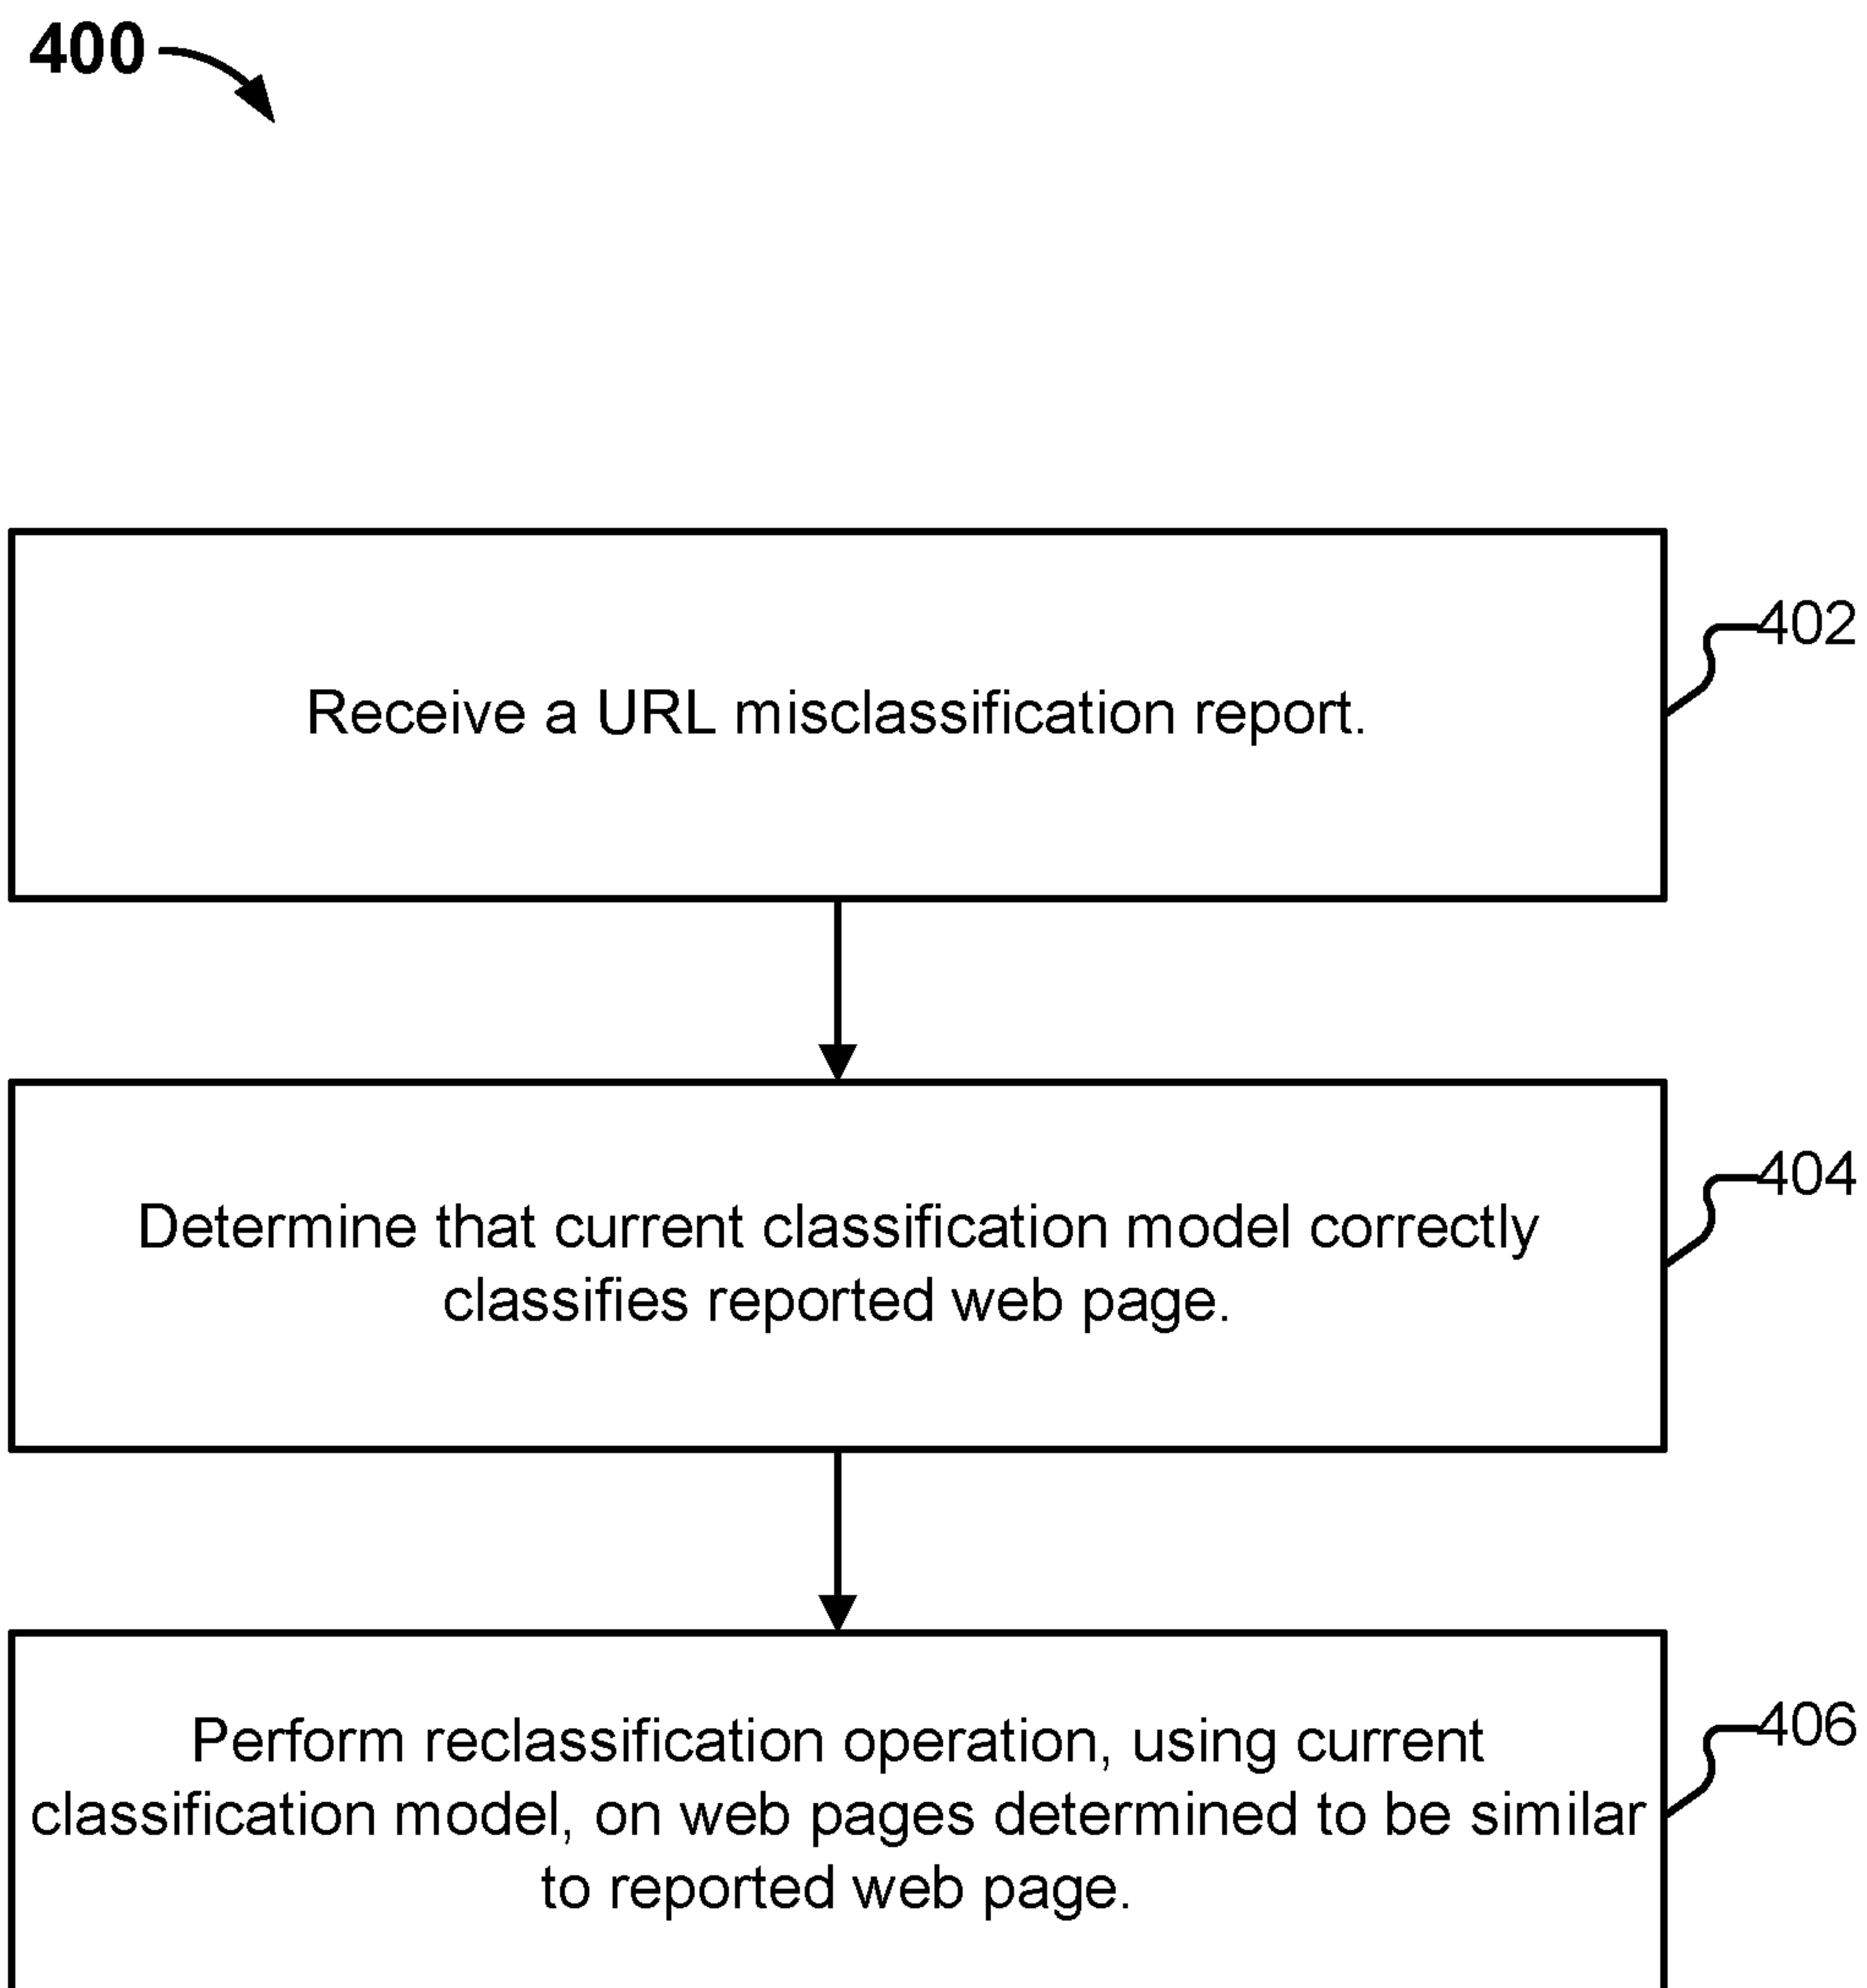 400
Receive a URL misclassification report.
402
Determine that current classification model correctly
classifies reported web page.
404
Perform reclassification operation, using current
classification model, on web pages determined to be similar
to reported web page.
406